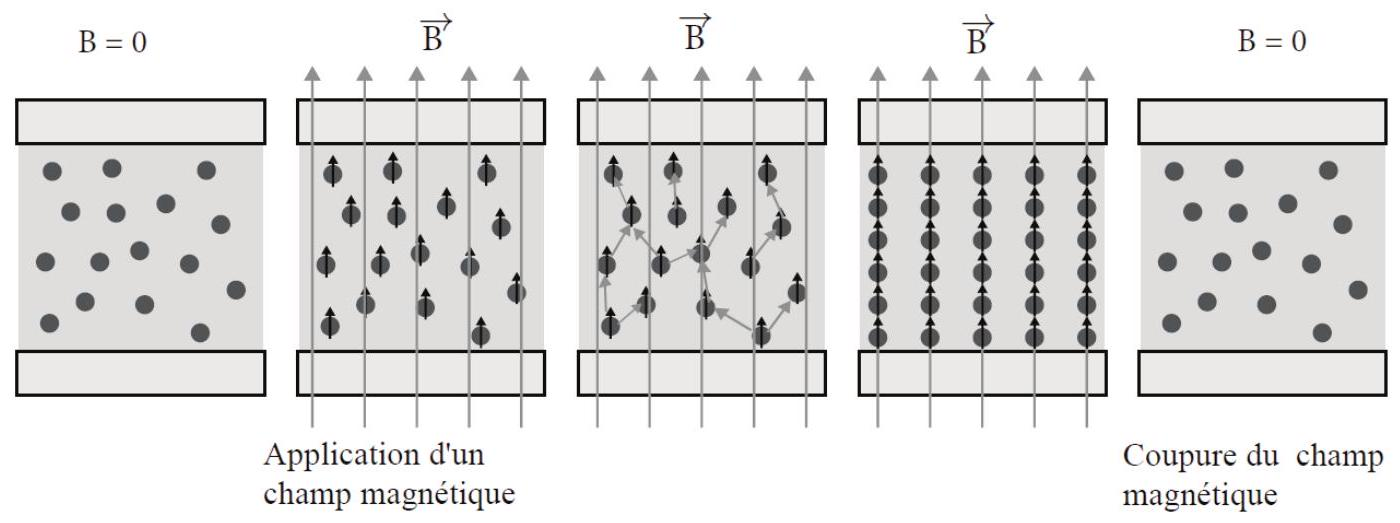 B = 0
B
B
B
B = 0
Application d'un
champ magnétique
Coupure du champ
magnétique